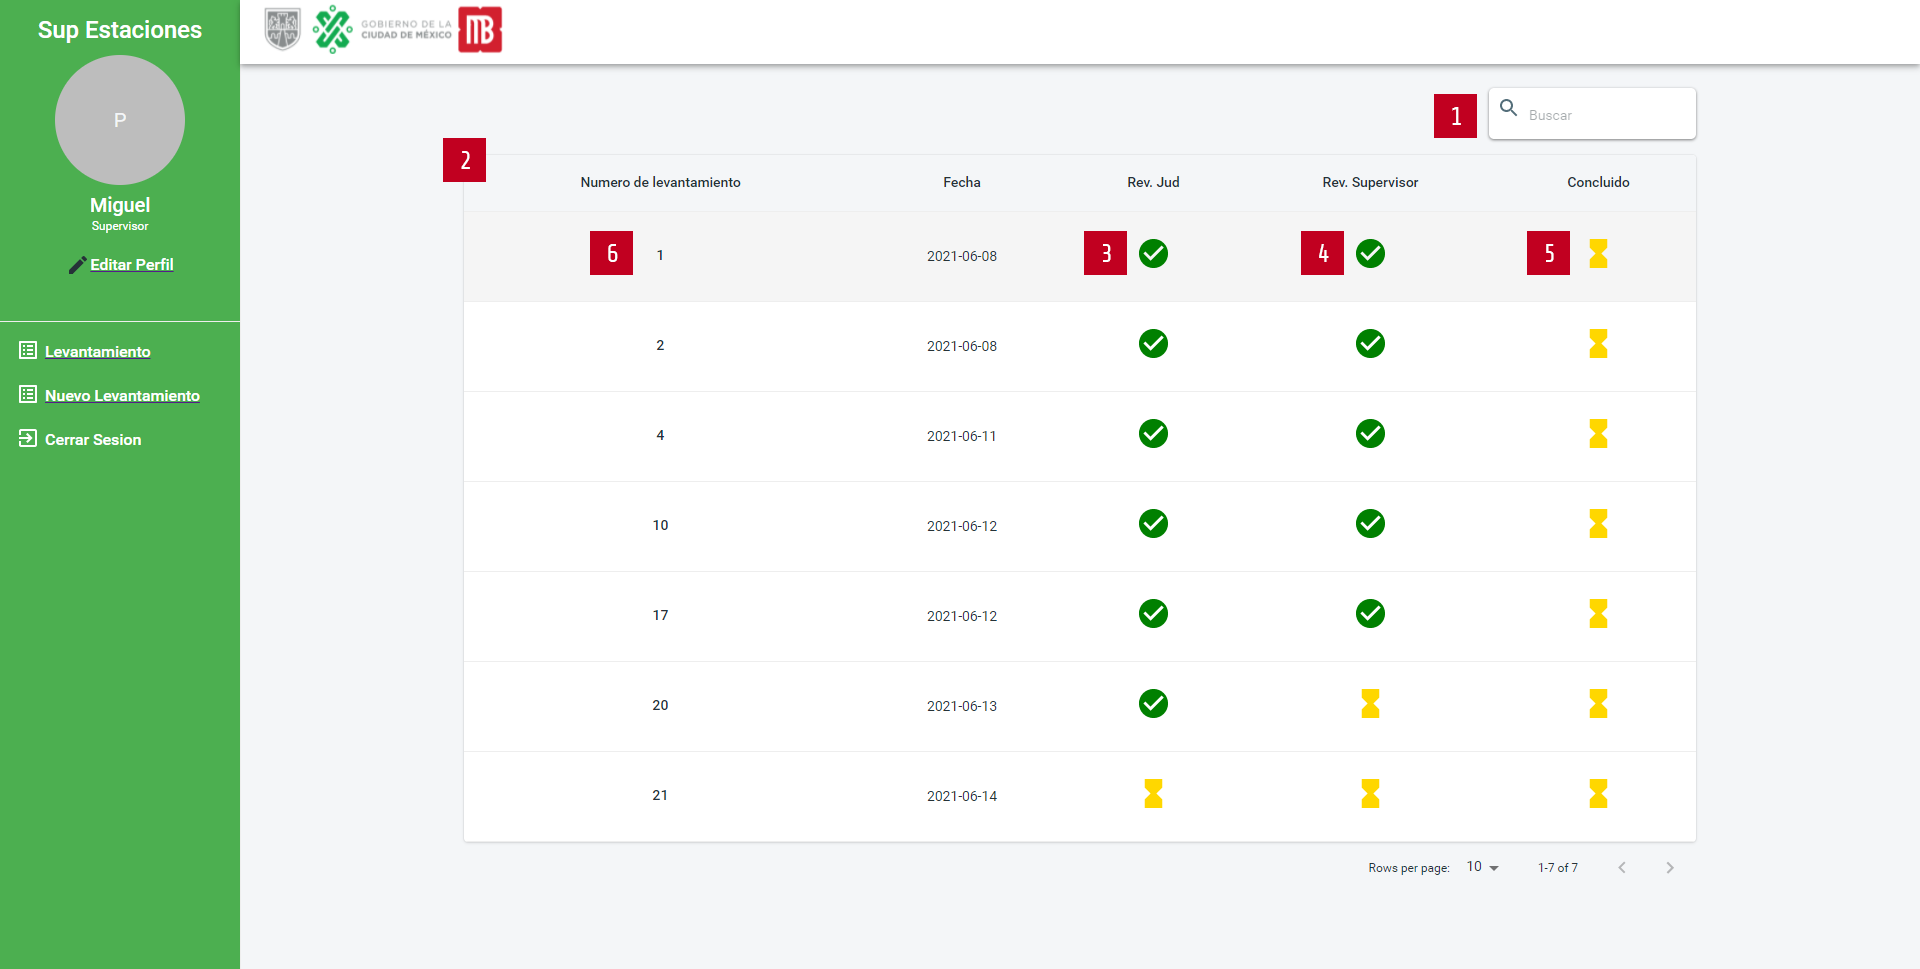 Sup Estaciones
P
Miguel
Supervisor
Editar Perfil
Levantamiento
Nuevo Levantamiento
Cerrar Sesion
GOBIERNO DE LA
CIUDAD DE MÉXICO
MB
1
Buscar
2
Numero de levantamiento Fecha Rev. Jud Rev. Supervisor Concluido
6 1 2021-06-08 3 4 5
2 2021-06-08
4 2021-06-11
10 2021-06-12
17 2021-06-12
20 2021-06-13
21 2021-06-14
Rows per page: 10 1-7 of 7